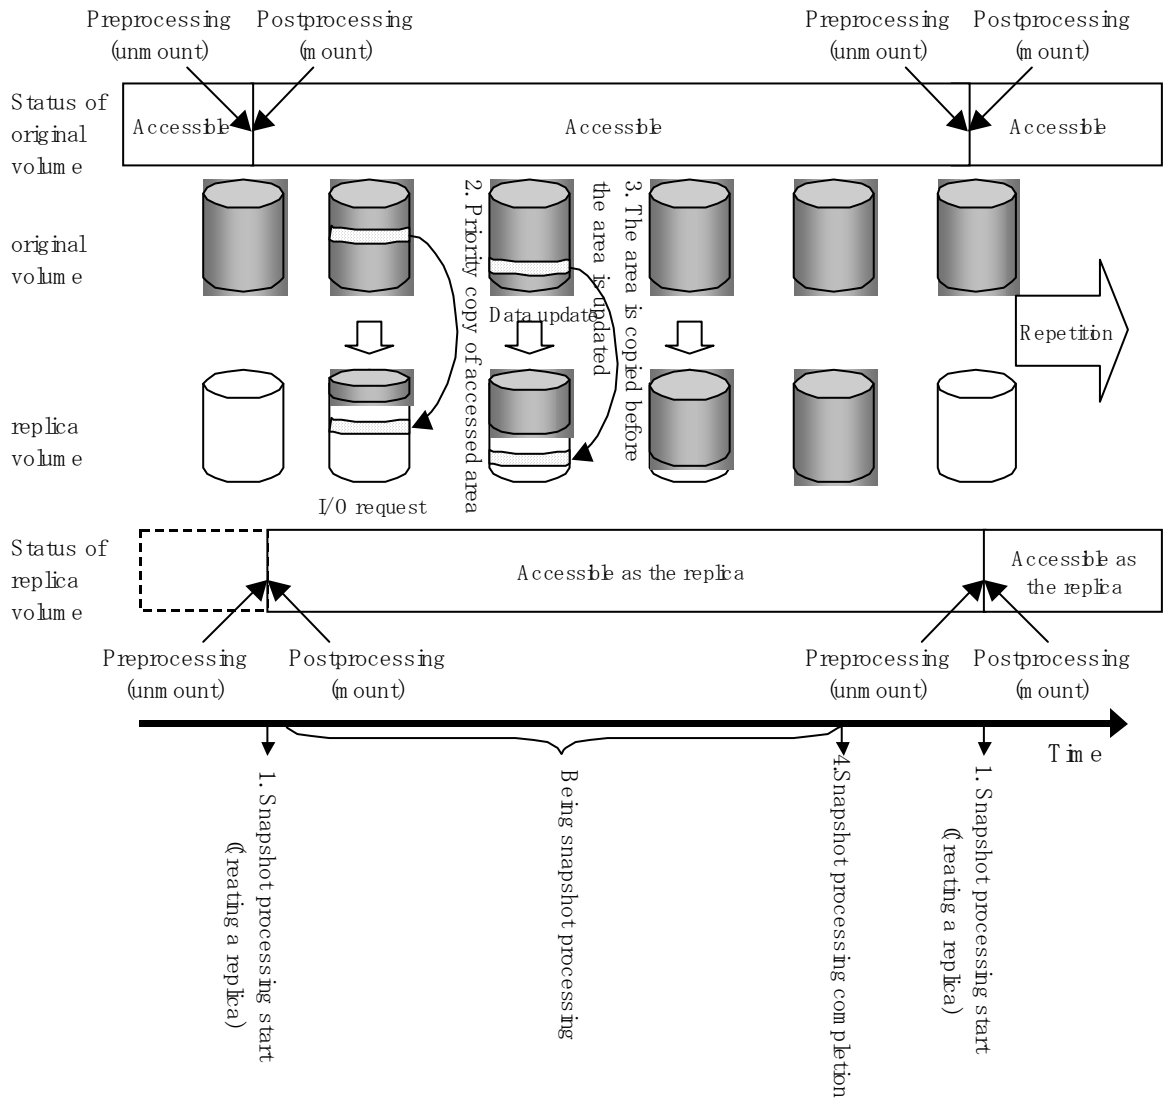 Preprocessing
(unmount)
Postprocessing
(mount)
Preprocessing
(unmount)
Postprocessing
(mount)
Status of
original
volume
Accessible
Accessible
Accessible
original
volume
2. Priority copy of accessed area
3. The area is copied before
the area is updated
Data update
Repetition
replica
volume
I/O request
Status of
replica
volume
Accessible as the replica
Accessible as
the replica
Preprocessing
(unmount)
Postprocessing
(mount)
Preprocessing
(unmount)
Postprocessing
(mount)
Time
1. Snapshot processing start
((Creating a replica)
Being snapshot processing
4.Snapshot processing completion
1. Snapshot processing start
((Creating a replica)